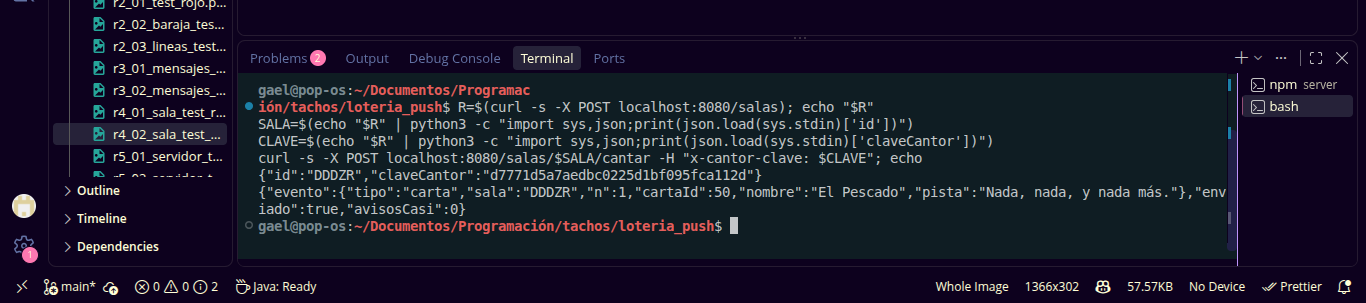 r2_01_test_rojo.p...
r2_02_baraja_tes...
r2_03_lineas_test...
r3_01_mensajes_...
r3_02_mensajes_...
r4_01_sala_test_r...
r4_02_sala_test_...
r5_01_servidor_t...
Outline
Timeline
Dependencies
1
Problems 2 Output Debug Console Terminal Ports
gael@pop-os:~/Documentos/Programac
ión/tachos/loteria_push$ R=$(curl -s -X POST localhost:8080/salas); echo "$R"
SALA=$(echo "$R" | python3 -c "import sys,json;print(json.load(sys.stdin)['id'])")
CLAVE=$(echo "$R" | python3 -c "import sys,json;print(json.load(sys.stdin)['claveCantor'])")
curl -s -X POST localhost:8080/salas/$SALA/cantar -H "x-cantor-clave: $CLAVE"; echo
{"id":"DDDZR","claveCantor":"d7771d5a7aedbc0225d1bf095fca112d"}
{"evento":{"tipo":"carta","sala":"DDDZR","n":1,"cartaId":50,"nombre":"El Pescado","pista":"Nada, nada, y nada más."},"env
iado":true,"avisosCasi":0}
gael@pop-os:~/Documentos/Programación/tachos/loteria_push$
npm server
bash
main* 0 0 2 Java: Ready Whole Image 1366x302 57.57KB No Device Prettier